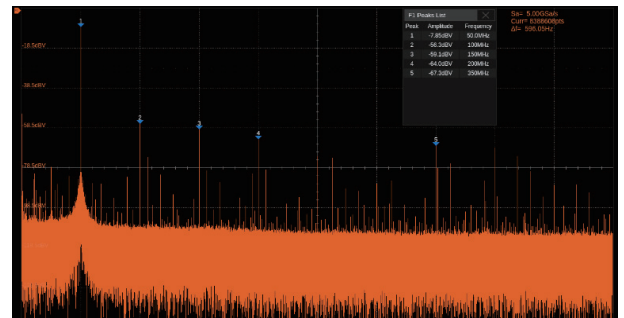 F1 Peaks List
Peak Amplitude Frequency
1 -7.85dBV 50.0MHz
2 -56.3dBV 100MHz
3 -59.1dBV 150MHz
4 -64.0dBV 200MHz
5 -67.3dBV 350MHz
Sa= 5.00GSa/s
Curr= 8388608pts
Δf= 596.05Hz
1
-18.5dBV
-38.5dBV
2
3
-58.5dBV
4
5
-78.5dBV